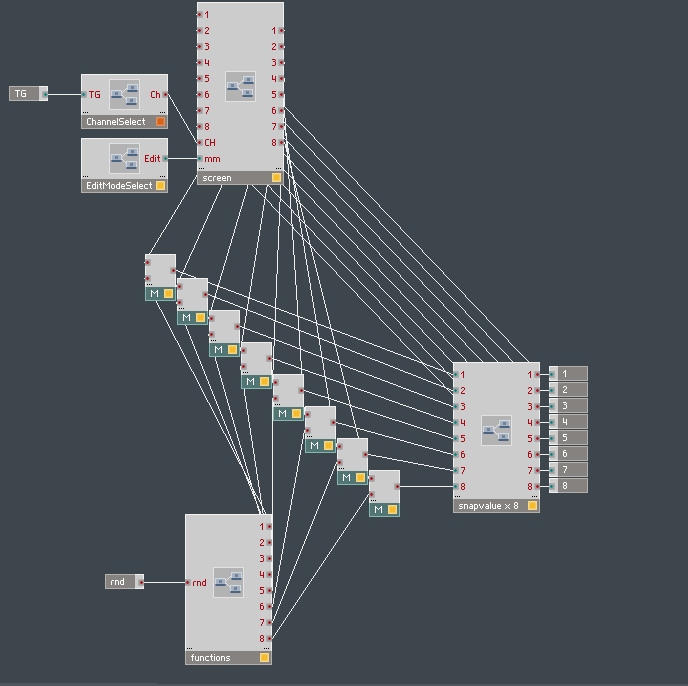 1
2 1
3 2
4 3
5 4
TG TG Ch 6 5
7 6
8 7
ChannelSelect CH 8
Edit mm
EditModeSelect screen
M
M
M
1 1 1
M 2 2 2
3 3 3
M 4 4 4
5 5 5
M 6 6 6
7 7 7
M 8 8 8
M snapvalue x 8
1
2
3
4
rnd rnd 5
6
7
8
functions